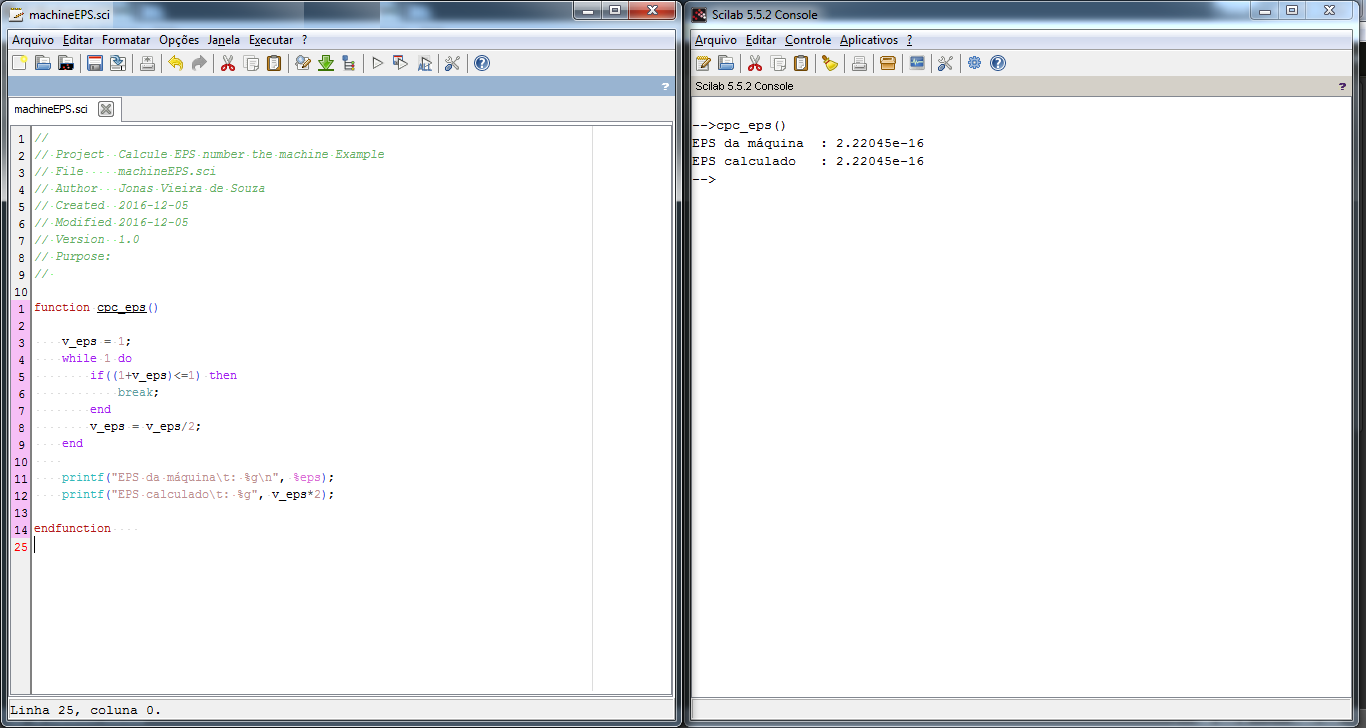 machineEPS.sci
Arquivo Editar Formatar Opções Janela Executar ?
?
machineEPS.sci
1 //
2 // Project Calcule EPS number the machine Example
3 // File machineEPS.sci
4 // Author Jonas Vieira de Souza
5 // Created 2016-12-05
6 // Modified 2016-12-05
7 // Version 1.0
8 // Purpose:
9 //
10
1 function cpc_eps()
2
3 v_eps = 1;
4 while 1 do
5 if((1+v_eps)<=1) then
6 break;
7 end
8 v_eps = v_eps/2;
9 end
10
11 printf("EPS da máquina\t: %g\n", %eps);
12 printf("EPS calculado\t: %g", v_eps*2);
13
14 endfunction
25
Linha 25, coluna 0.
Scilab 5.5.2 Console
Arquivo Editar Controle Aplicativos ?
Scilab 5.5.2 Console ?
-->cpc_eps()
EPS da máquina : 2.22045e-16
EPS calculado : 2.22045e-16
-->